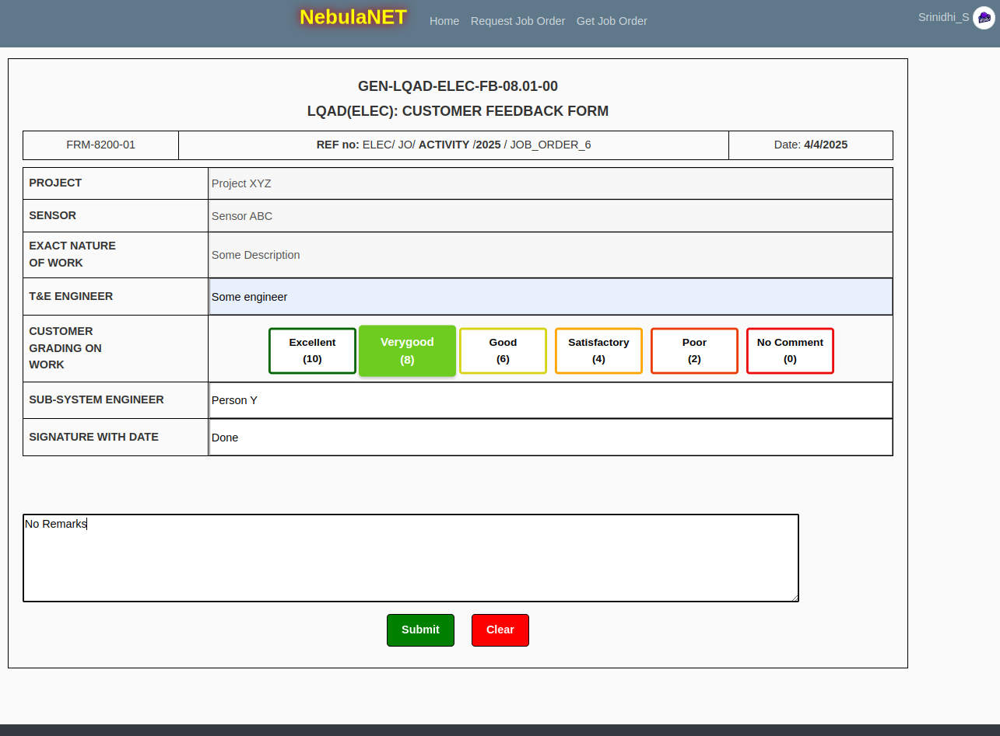 NebulaNET Home Request Job Order Get Job Order Srinidhi_S
GEN-LQAD-ELEC-FB-08.01-00
LQAD(ELEC): CUSTOMER FEEDBACK FORM
FRM-8200-01 REF no: ELEC/ JO/ ACTIVITY /2025 / JOB_ORDER_6 Date: 4/4/2025
PROJECT Project XYZ
SENSOR Sensor ABC
EXACT NATURE
OF WORK
Some Description
T&E ENGINEER Some engineer
CUSTOMER
GRADING ON
WORK
Excellent Verygood Good Satisfactory Poor No Comment
(10) (8) (6) (4) (2) (0)
SUB-SYSTEM ENGINEER Person Y
SIGNATURE WITH DATE Done
No Remarks
Submit Clear